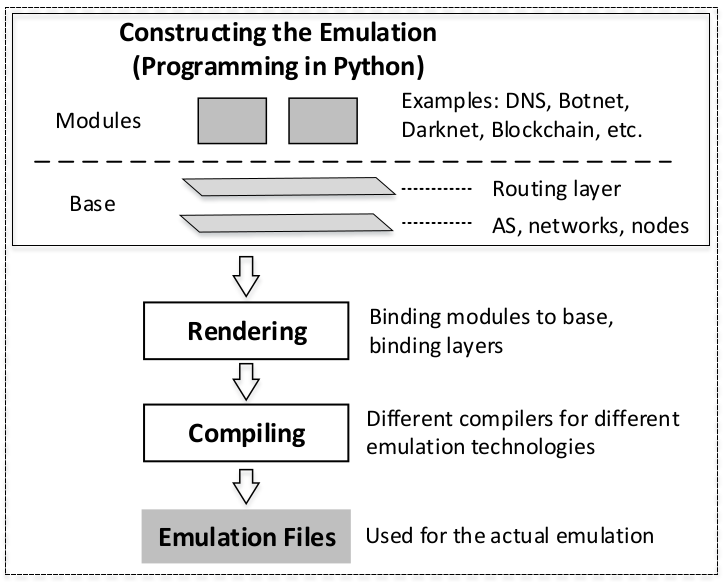 Constructing the Emulation
(Programming in Python)
Modules
Examples: DNS, Botnet,
Darknet, Blockchain, etc.
Base
Routing layer
AS, networks, nodes
Rendering
Binding modules to base,
binding layers
Compiling
Different compilers for different
emulation technologies
Emulation Files
Used for the actual emulation